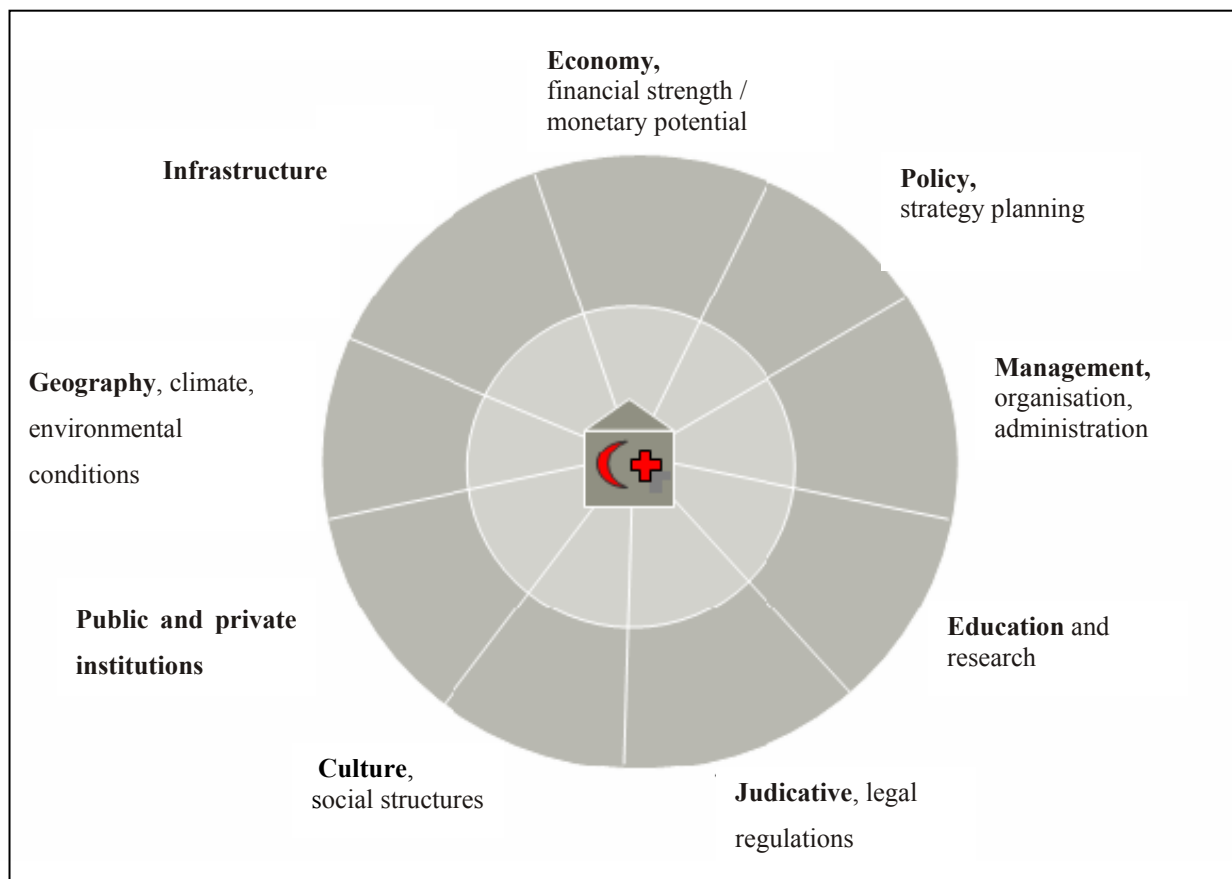 Economy,
financial strength /
monetary potential
Infrastructure
Policy,
strategy planning
Geography, climate,
environmental
conditions
Management,
organisation,
administration
Public and private
institutions
Education and
research
Culture,
social structures
Judicative, legal
regulations